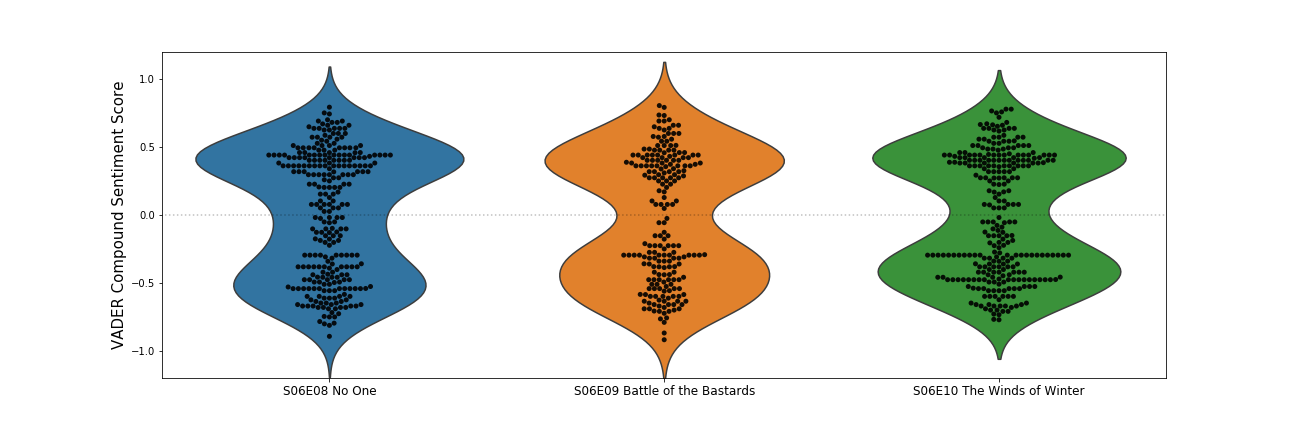 VADER Compound Sentiment Score
1.0
0.5
0.0
−0.5
−1.0
S06E08 No One
S06E09 Battle of the Bastards
S06E10 The Winds of Winter